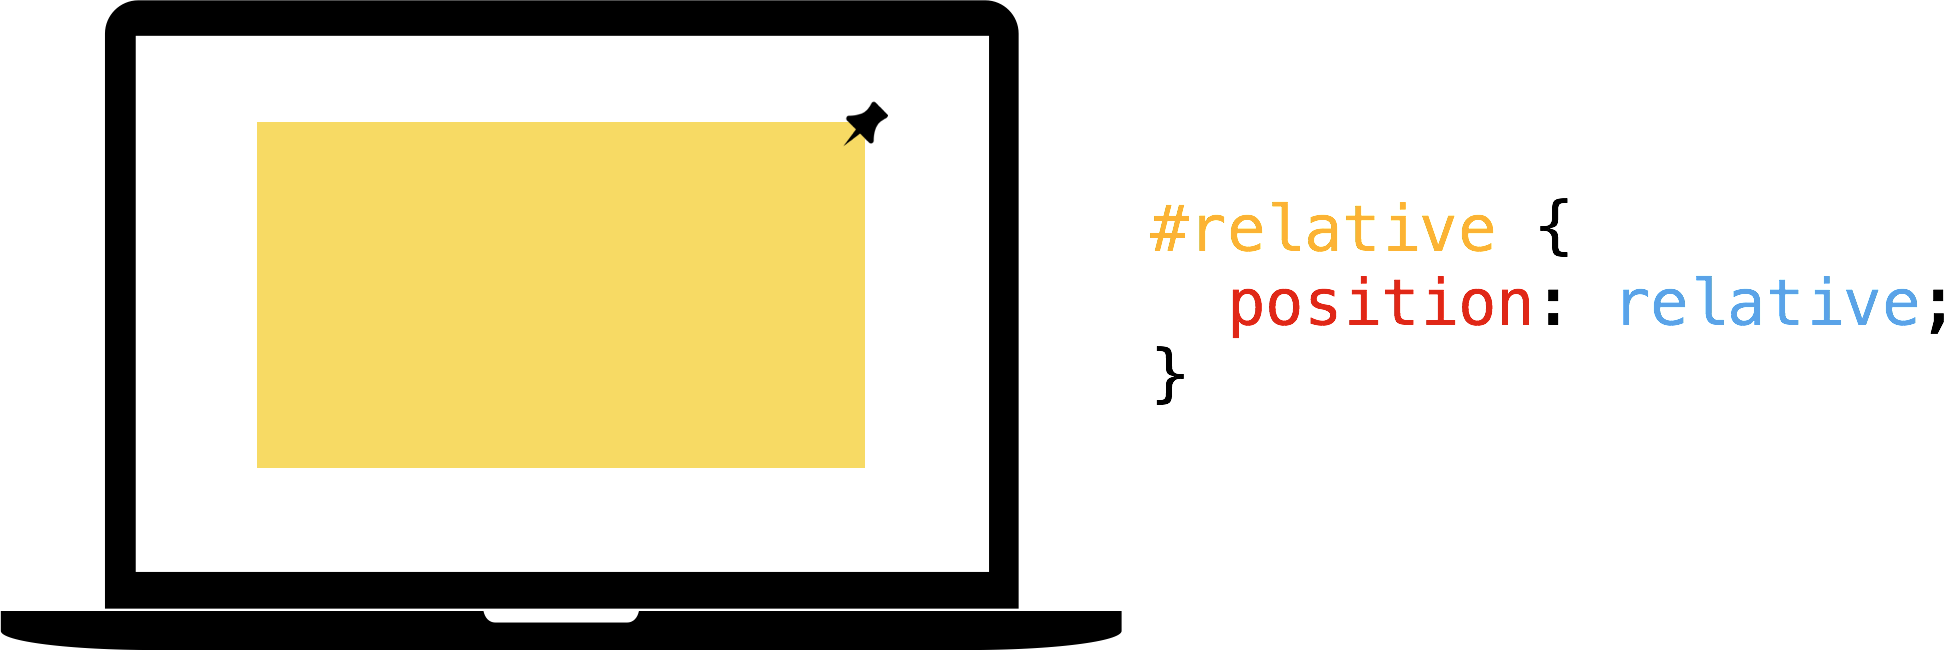 #relative {
  position: relative;
}